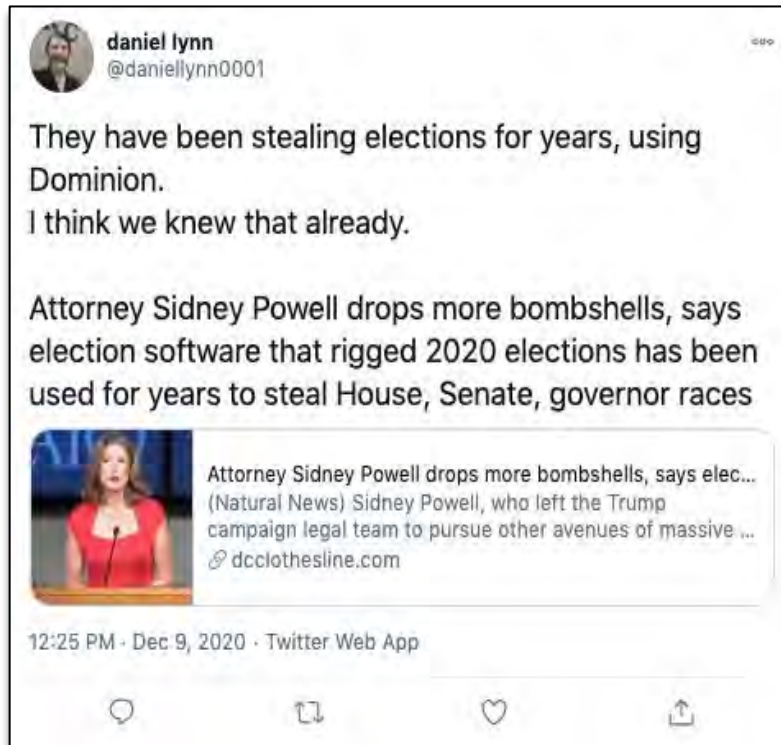 daniel lynn
@daniellynn0001
They have been stealing elections for years, using
Dominion.
I think we knew that already.
Attorney Sidney Powell drops more bombshells, says
election software that rigged 2020 elections has been
used for years to steal House, Senate, governor races
Attorney Sidney Powell drops more bombshells, says elec...
(Natural News) Sidney Powell, who left the Trump
campaign legal team to pursue other avenues of massive ...
dcclothesline.com
12:25 PM · Dec 9, 2020 · Twitter Web App